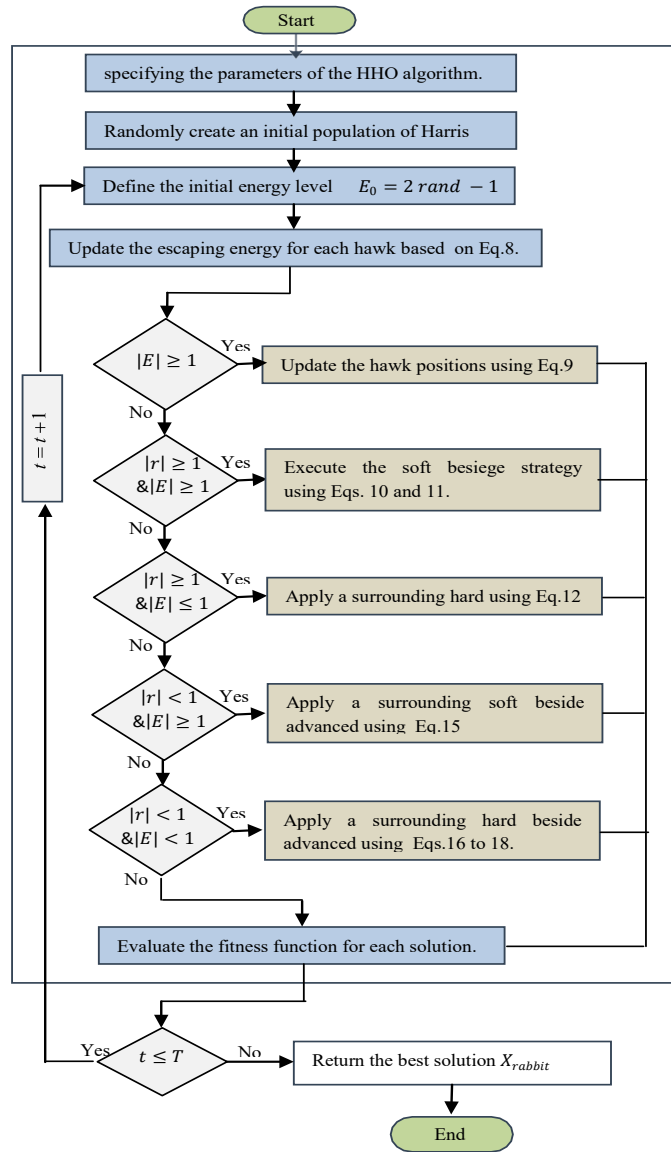 Start
specifying the parameters of the HHO algorithm.
Randomly create an initial population of Harris
Define the initial energy level E₀ = 2 rand − 1
Update the escaping energy for each hawk based on Eq.8.
|E| ≥ 1
Yes
Update the hawk positions using Eq.9
No
|r| ≥ 1
&|E| ≥ 1
Yes
Execute the soft besiege strategy
using Eqs. 10 and 11.
No
|r| ≥ 1
&|E| ≤ 1
Yes
Apply a surrounding hard using Eq.12
No
|r| < 1
&|E| ≥ 1
Yes
Apply a surrounding soft beside
advanced using Eq.15
No
|r| < 1
&|E| < 1
Yes
Apply a surrounding hard beside
advanced using Eqs.16 to 18.
No
Evaluate the fitness function for each solution.
t = t + 1
t ≤ T
Yes
No
Return the best solution X_rabbit
End